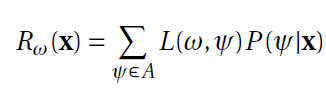 R_ω(𝐱) = ∑_{ψ∈A} L(ω,ψ)P(ψ|𝐱)